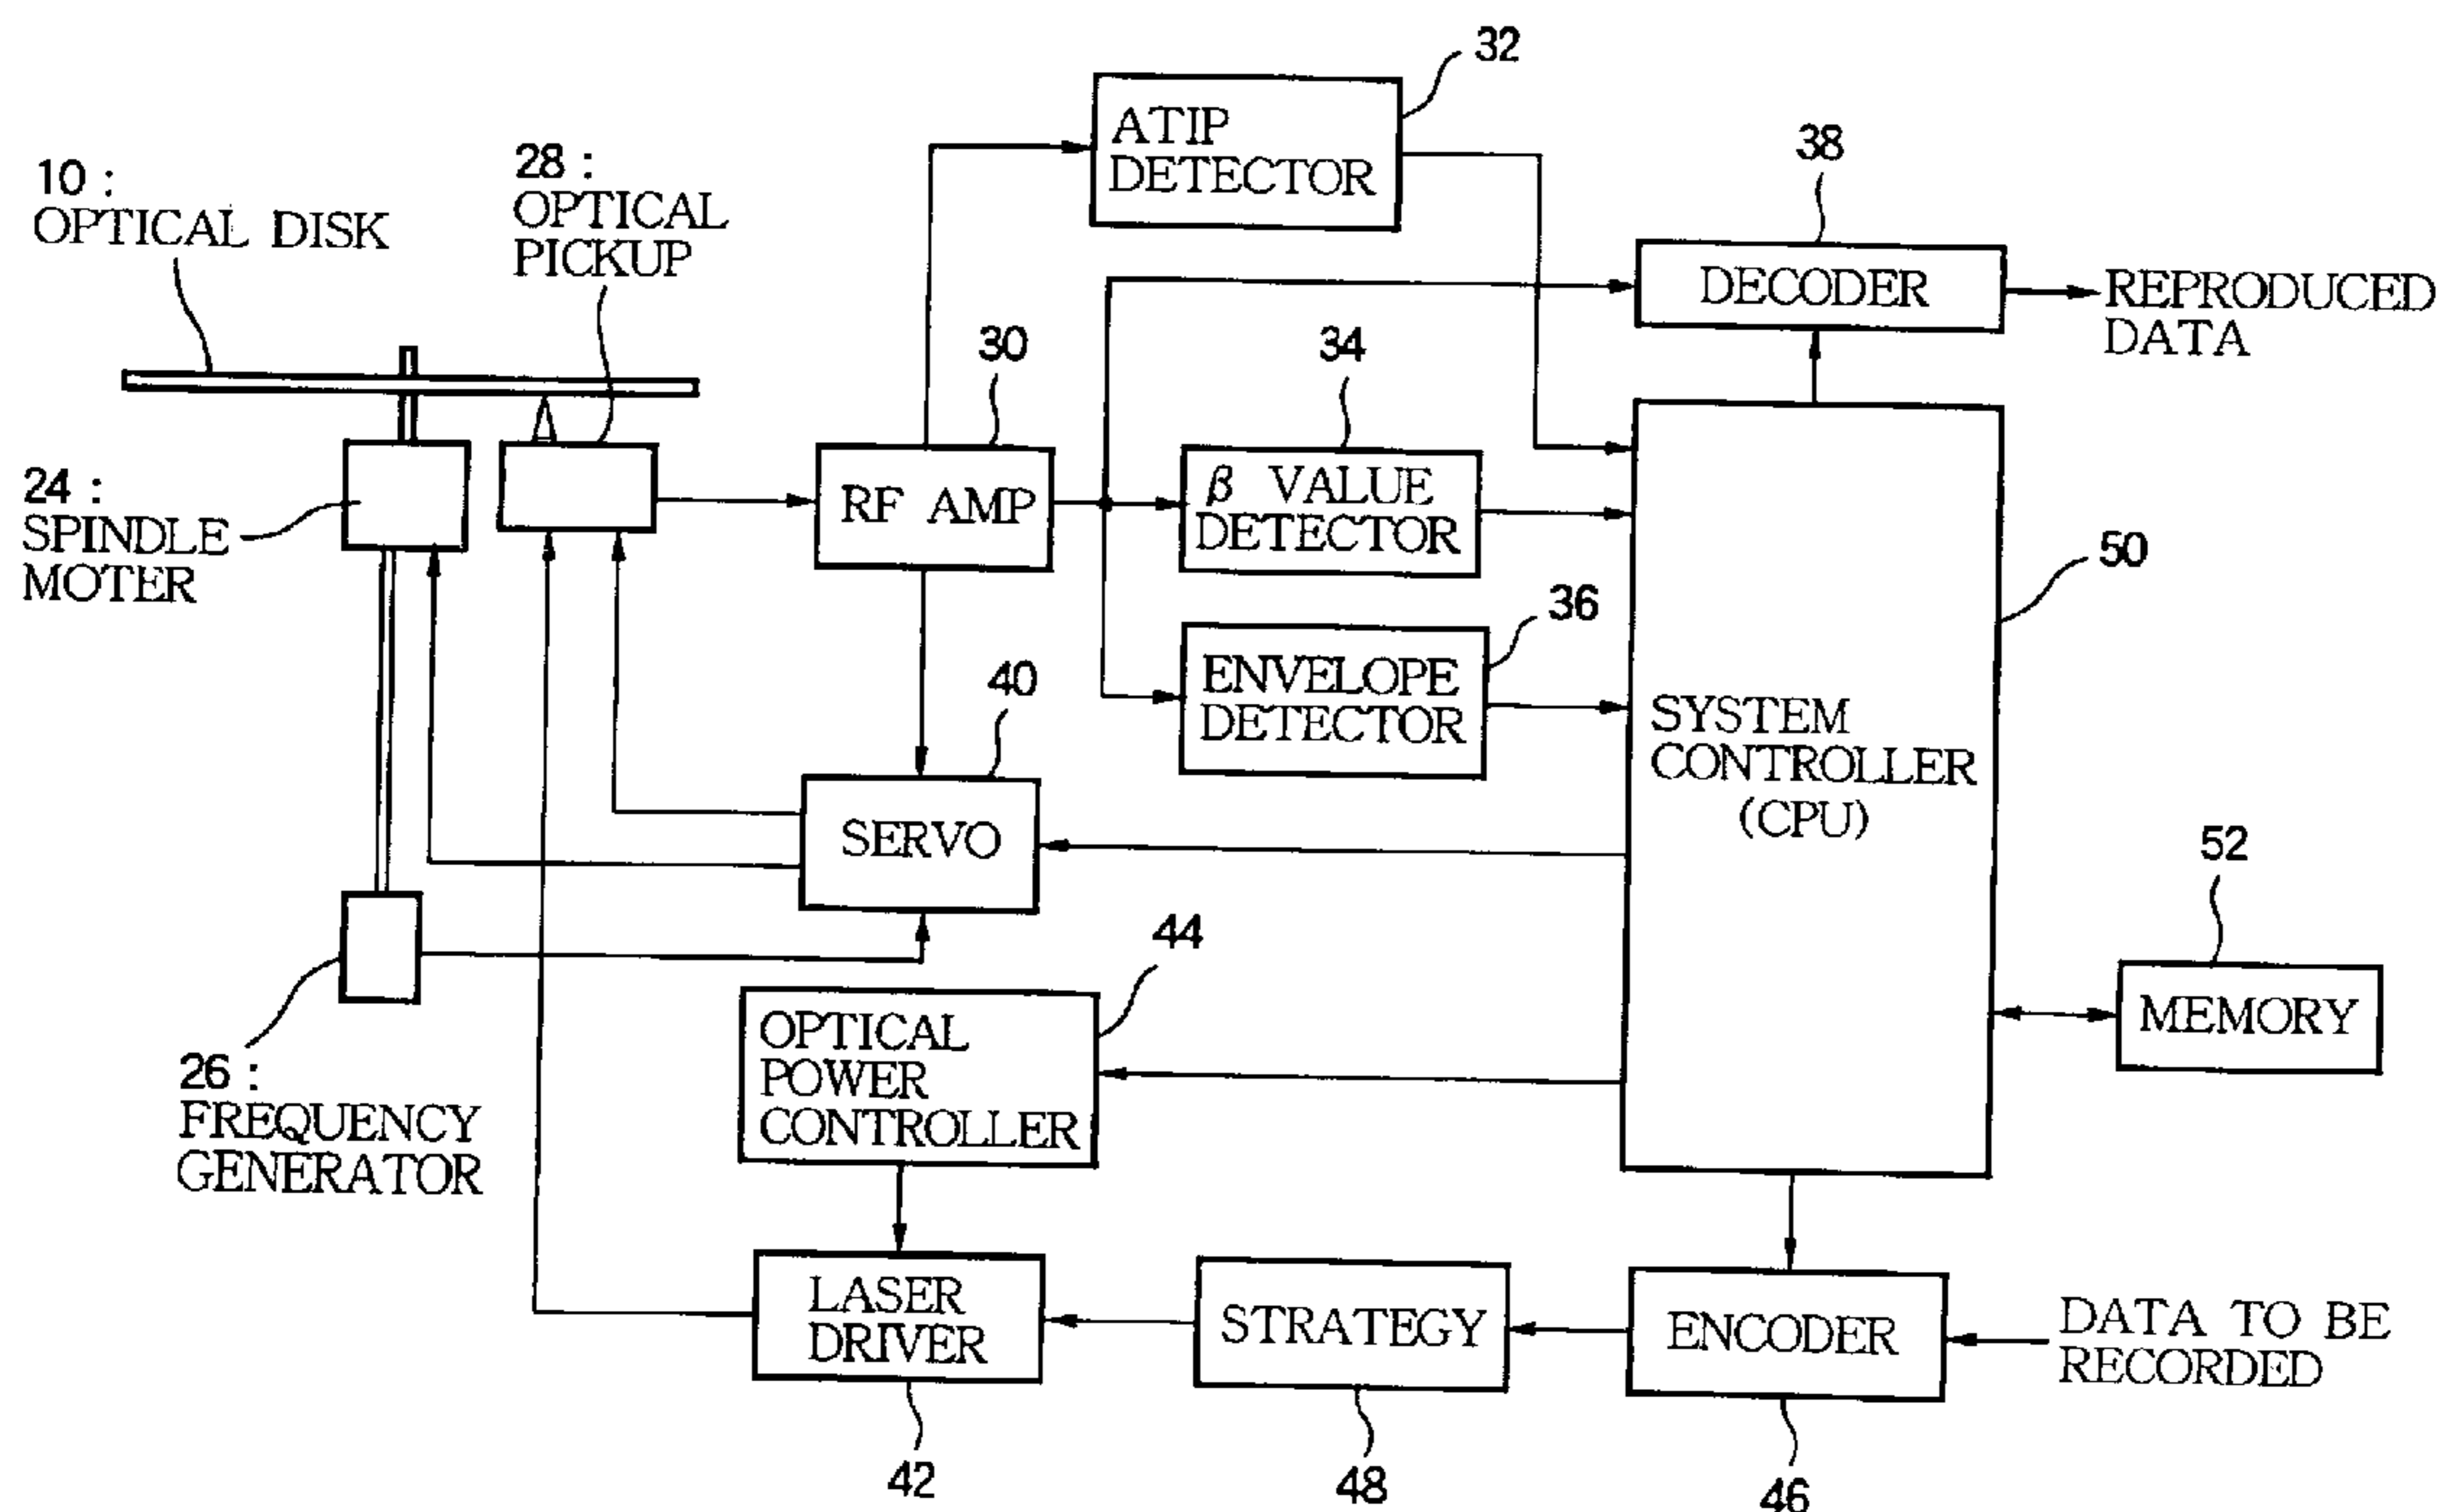 32
ATIP
DETECTOR
38
10 :
OPTICAL DISK
28 :
OPTICAL
PICKUP
DECODER
REPRODUCED
DATA
30
34
24 :
SPINDLE
MOTER
RF AMP
β VALUE
DETECTOR
50
36
ENVELOPE
DETECTOR
40
SYSTEM
CONTROLLER
(CPU)
SERVO
52
44
MEMORY
OPTICAL
POWER
CONTROLLER
26 :
FREQUENCY
GENERATOR
LASER
DRIVER
STRATEGY
ENCODER
DATA TO BE
RECORDED
42
48
46